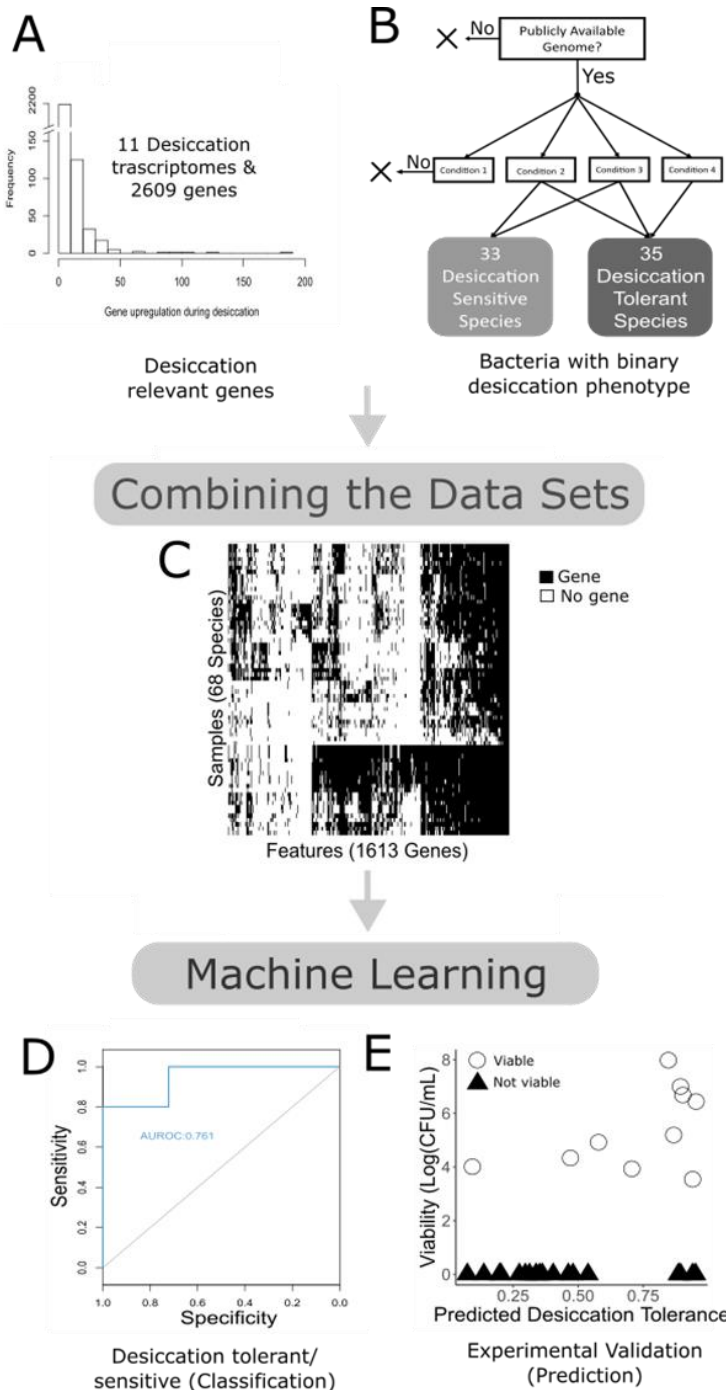 A
2200
150
100
50
0
Frequency
11 Desiccation
trascriptomes &
2609 genes
0 50 100 150 200
Gene upregulation during desiccation
Desiccation
relevant genes
B
No
Publicly Available
Genome?
Yes
No
Condition 1
Condition 2
Condition 3
Condition 4
33
Desiccation
Sensitive
Species
35
Desiccation
Tolerant
Species
Bacteria with binary
desiccation phenotype
Combining the Data Sets
C
Samples (68 Species)
Gene
No gene
Features (1613 Genes)
Machine Learning
D
Sensitivity
1.0
0.8
0.6
0.4
0.2
0.0
AUROC:0.761
1.0 0.8 0.6 0.4 0.2 0.0
Specificity
Desiccation tolerant/
sensitive (Classification)
E
Viability (Log(CFU/mL)
8
6
4
2
0
Viable
Not viable
0.25 0.50 0.75
Predicted Desiccation Tolerance
Experimental Validation
(Prediction)